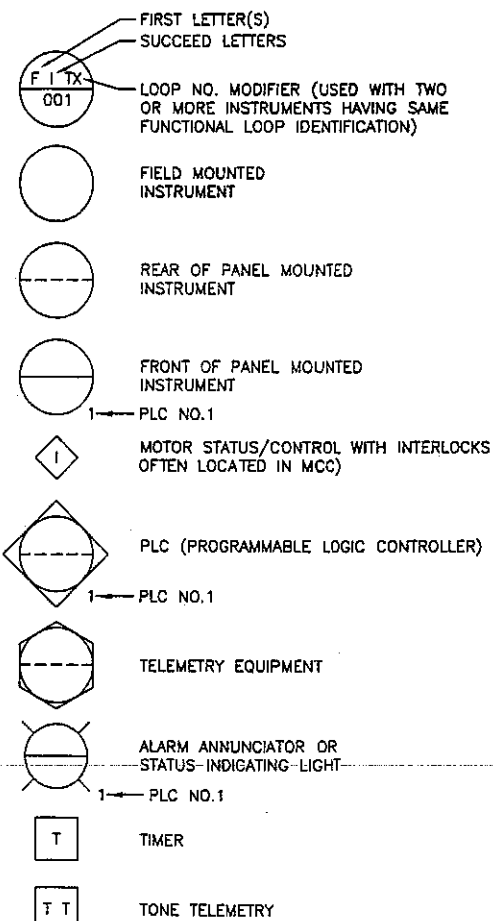 FIRST LETTER(S)
SUCCEED LETTERS
F I TX
001
LOOP NO. MODIFIER (USED WITH TWO
OR MORE INSTRUMENTS HAVING SAME
FUNCTIONAL LOOP IDENTIFICATION)
FIELD MOUNTED
INSTRUMENT
REAR OF PANEL MOUNTED
INSTRUMENT
FRONT OF PANEL MOUNTED
INSTRUMENT
1 PLC NO.1
I
MOTOR STATUS/CONTROL WITH INTERLOCKS
OFTEN LOCATED IN MCC)
PLC (PROGRAMMABLE LOGIC CONTROLLER)
1 PLC NO.1
TELEMETRY EQUIPMENT
ALARM ANNUNCIATOR OR
STATUS INDICATING LIGHT
1 PLC NO.1
T
TIMER
T T
TONE TELEMETRY